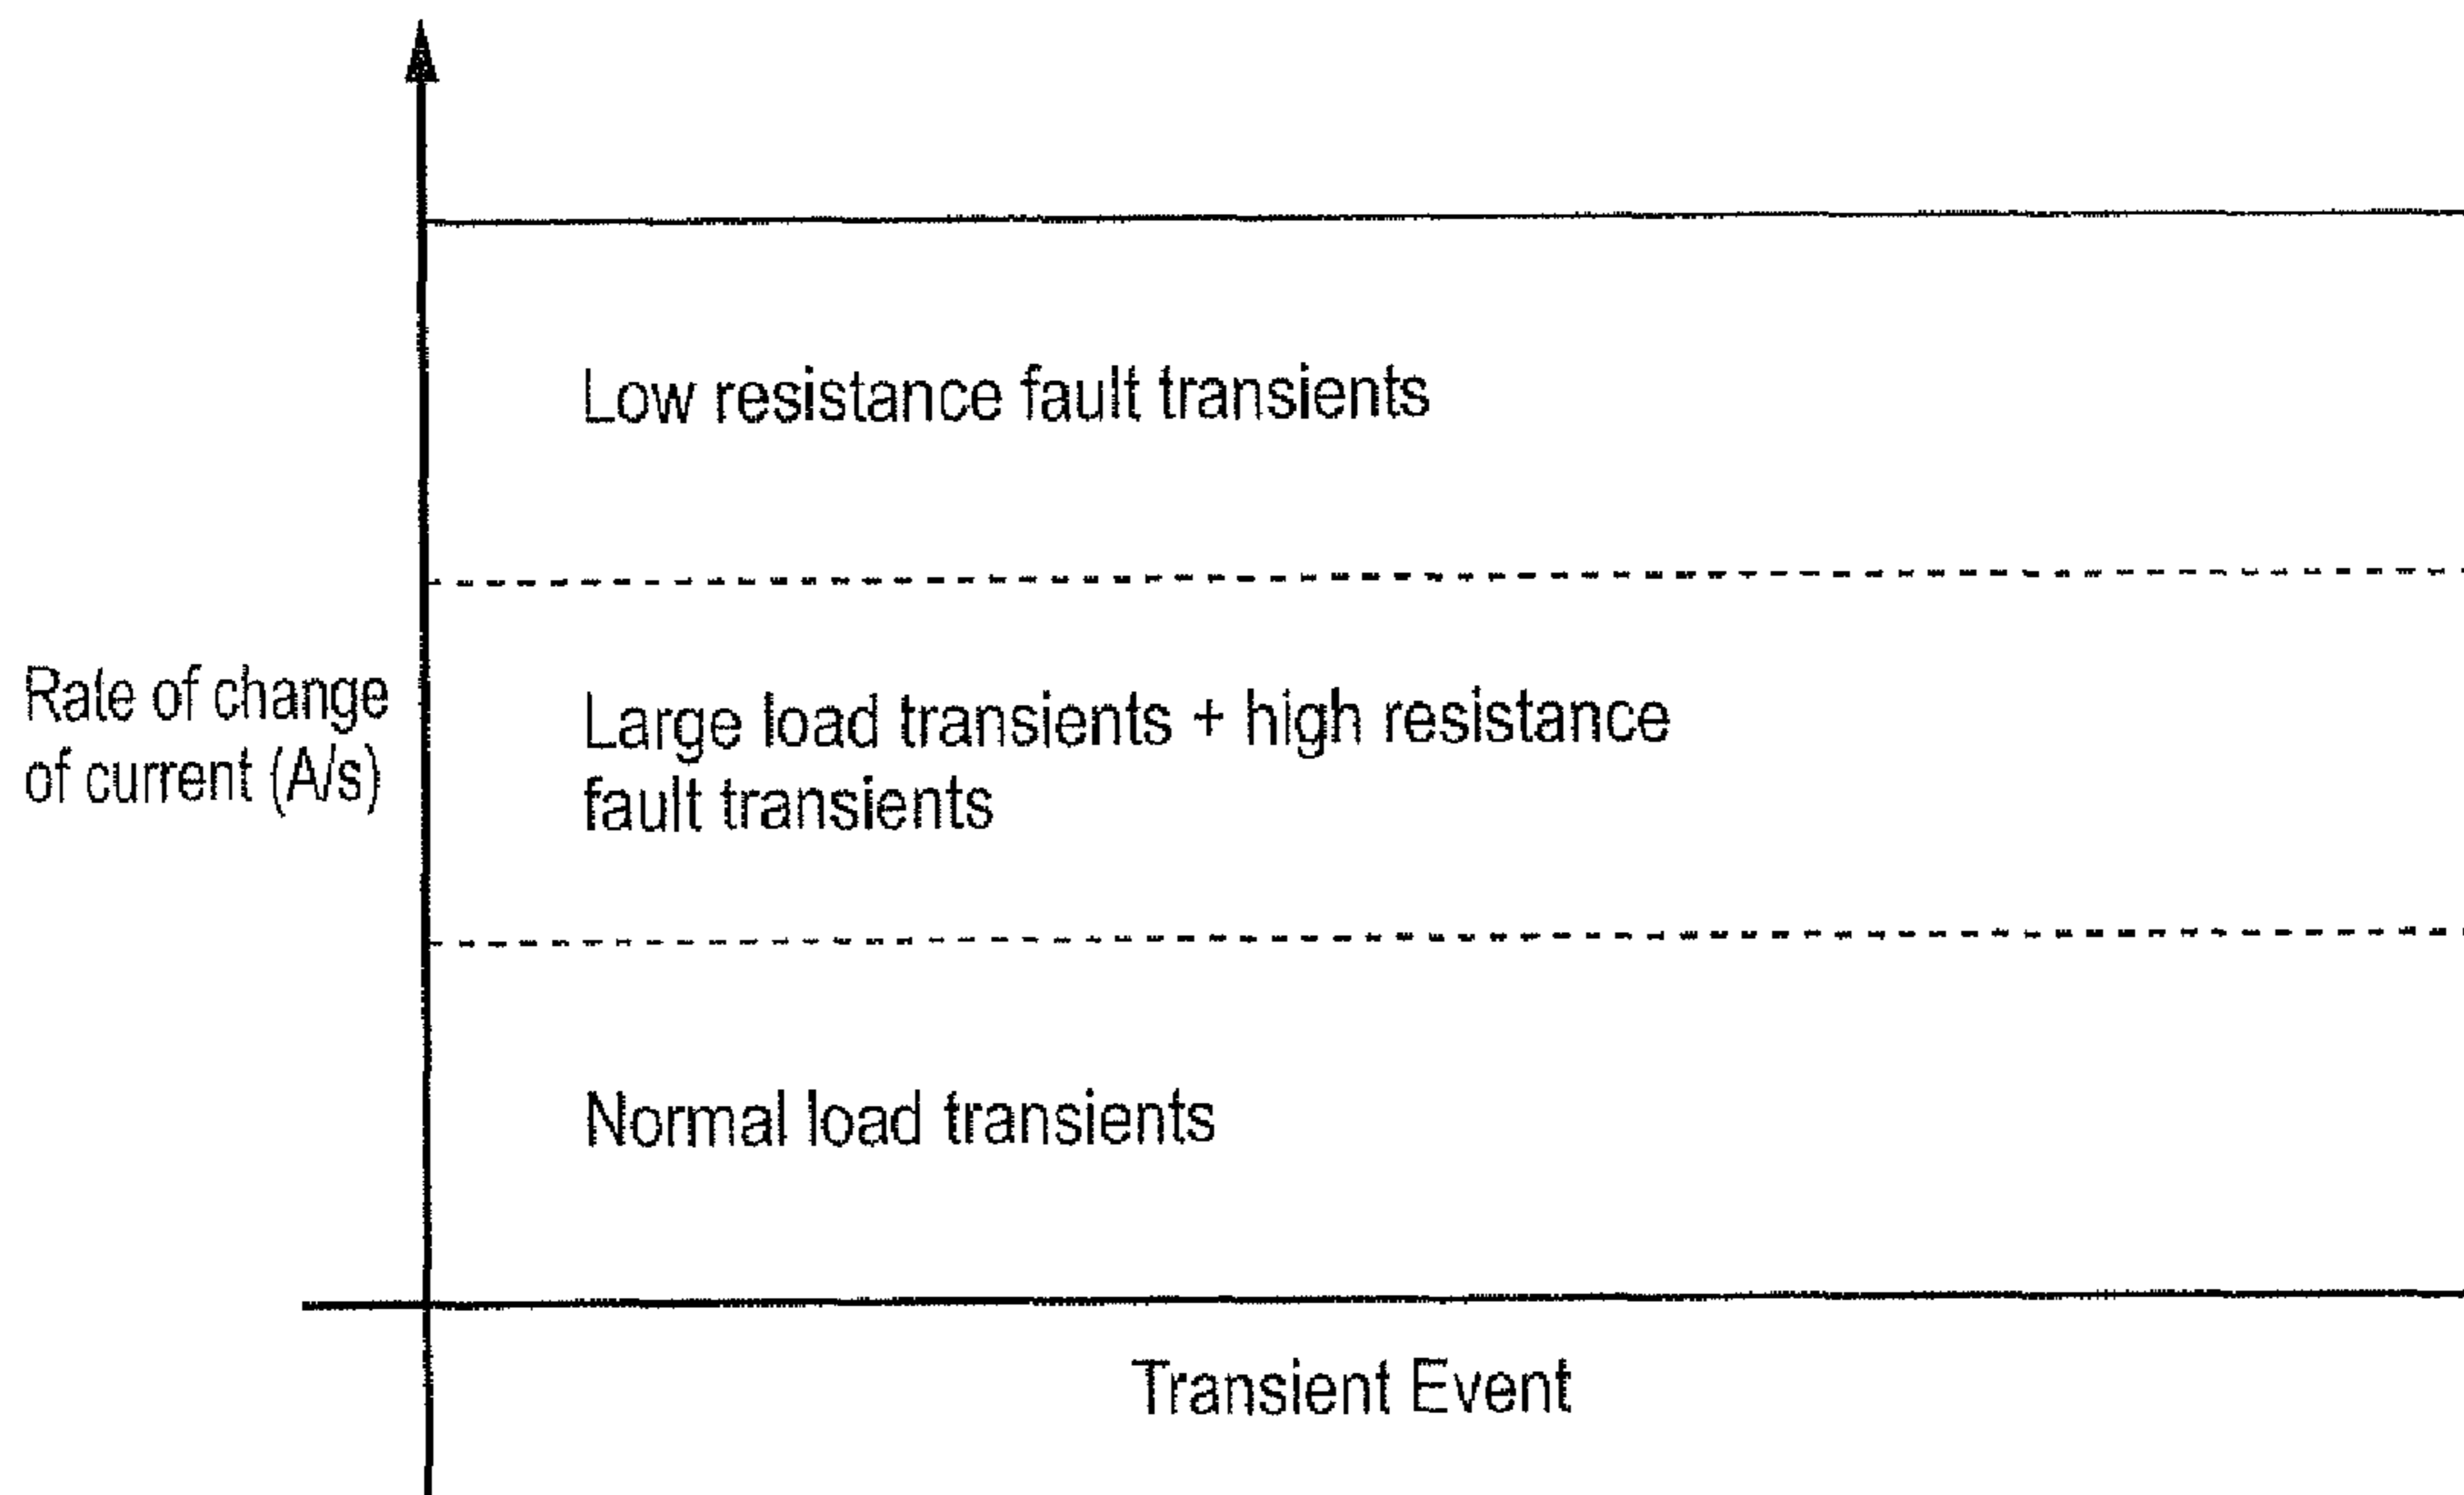 Low resistance fault transients
Rate of change
of current (A/s)
Large load transients + high resistance
fault transients
Normal load transients
Transient Event